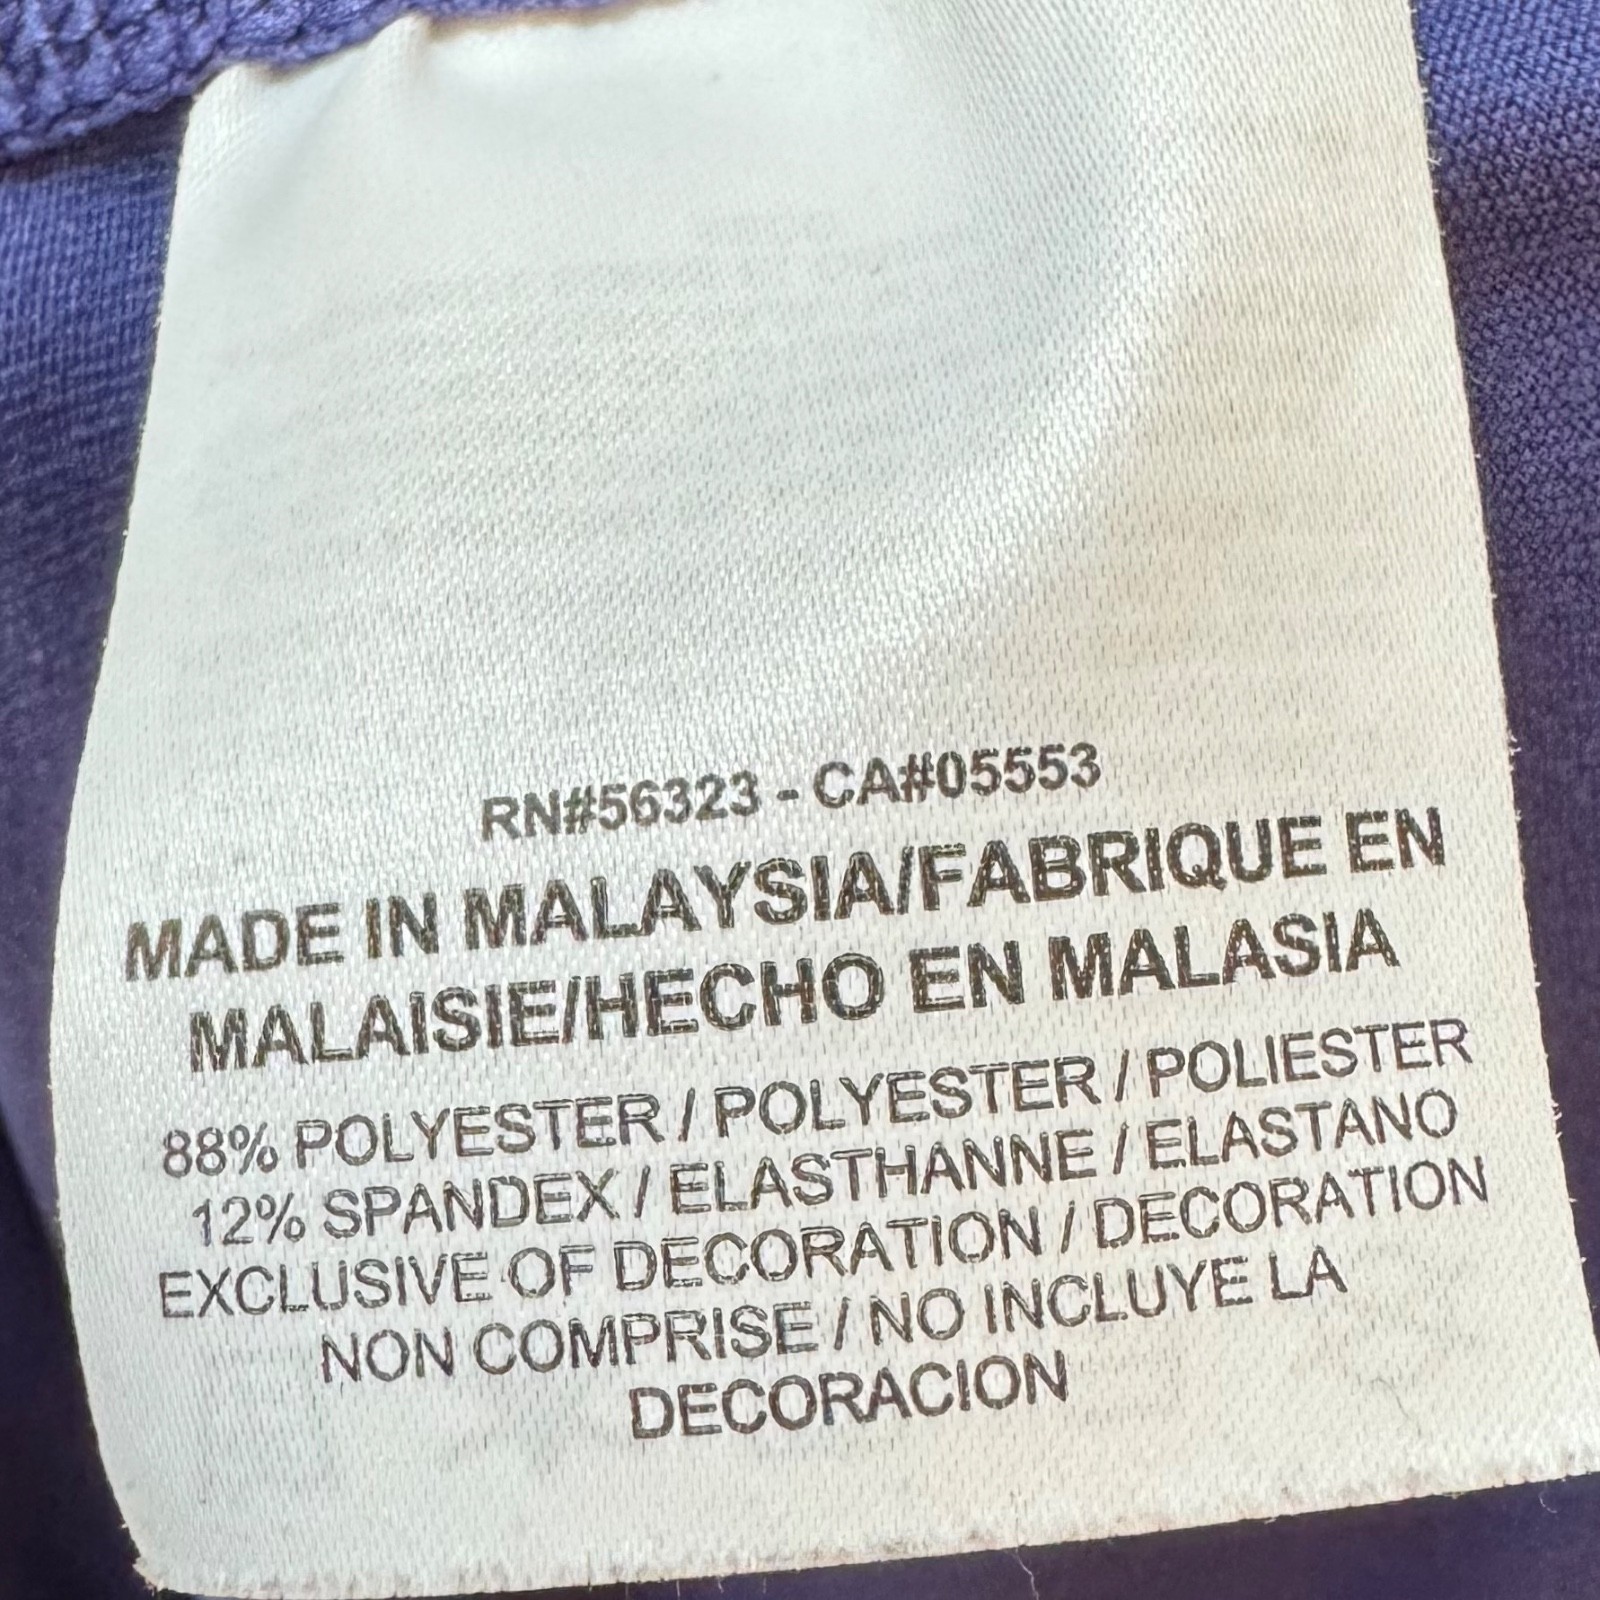 RN#56323 - CA#05553
MADE IN MALAYSIA/FABRIQUE EN
MALAISIE/HECHO EN MALASIA
88% POLYESTER / POLYESTER / POLIESTER
12% SPANDEX / ELASTHANNE / ELASTANO
EXCLUSIVE OF DECORATION / DECORATION
NON COMPRISE / NO INCLUYE LA
DECORACION